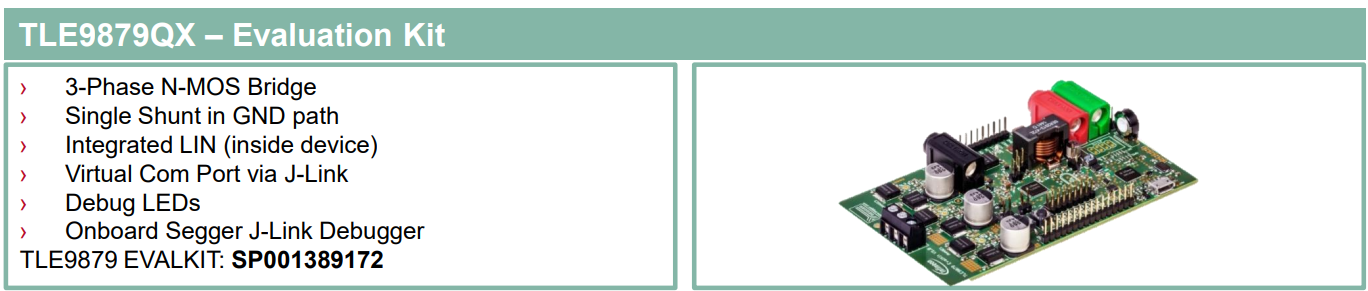 TLE9879QX – Evaluation Kit
› 3-Phase N-MOS Bridge
› Single Shunt in GND path
› Integrated LIN (inside device)
› Virtual Com Port via J-Link
› Debug LEDs
› Onboard Segger J-Link Debugger
TLE9879 EVALKIT: SP001389172